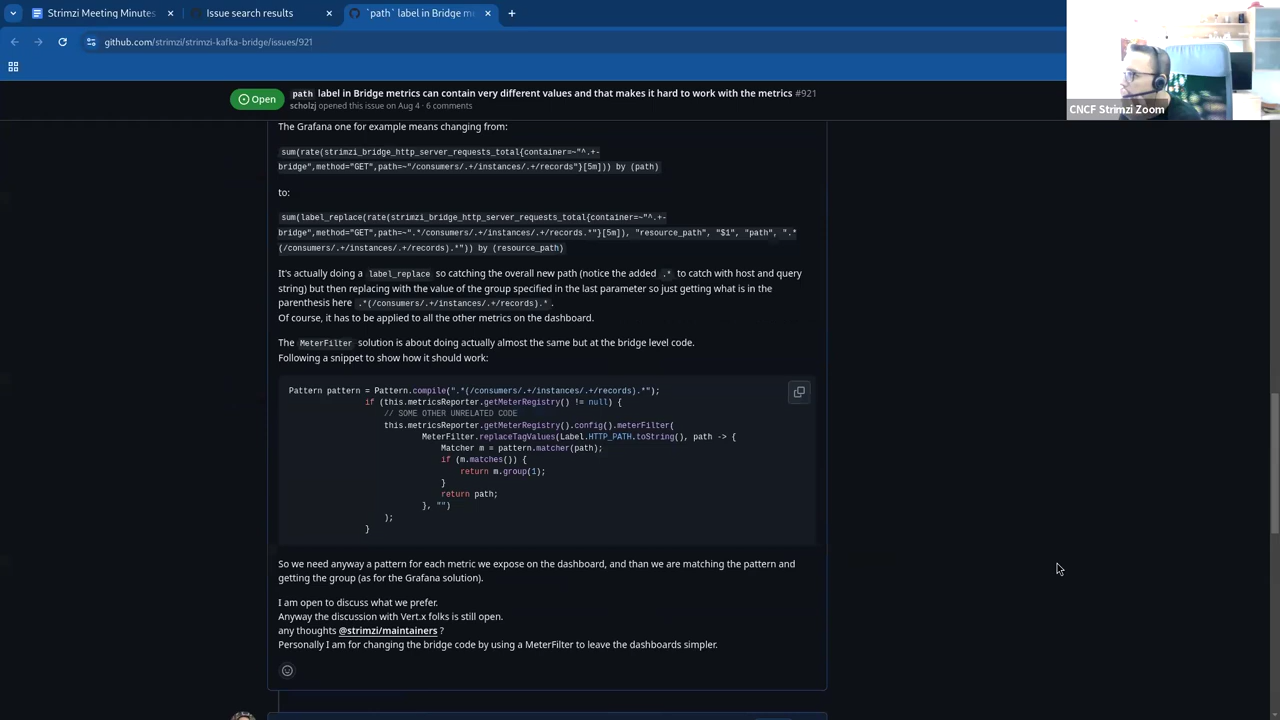 Strimzi Meeting Minutes
Issue search results
`path` label in Bridge m
github.com/strimzi/strimzi-kafka-bridge/issues/921
CNCF Strimzi Zoom
Open
path label in Bridge metrics can contain very different values and that makes it hard to work with the metrics #921
scholzj opened this issue on Aug 4 · 6 comments
The Grafana one for example means changing from:
sum(rate(strimzi_bridge_http_server_requests_total{container=~"^.+-
bridge",method="GET",path=~"/consumers/.+/instances/.+/records"}[5m])) by (path)
to:
sum(label_replace(rate(strimzi_bridge_http_server_requests_total{container=~"^.+-
bridge",method="GET",path=~".*/consumers/.+/instances/.+/records.*"}[5m]), "resource_path", "$1", "path", ".*
(/consumers/.+/instances/.+/records).*")) by (resource_path)
It's actually doing a label_replace so catching the overall new path (notice the added .* to catch with host and query
string) but then replacing with the value of the group specified in the last parameter so just getting what is in the
parenthesis here .*(/consumers/.+/instances/.+/records).* .
Of course, it has to be applied to all the other metrics on the dashboard.
The MeterFilter solution is about doing actually almost the same but at the bridge level code.
Following a snippet to show how it should work:
Pattern pattern = Pattern.compile(".*(/consumers/.+/instances/.+/records).*");
if (this.metricsReporter.getMeterRegistry() != null) {
// SOME OTHER UNRELATED CODE
this.metricsReporter.getMeterRegistry().config().meterFilter(
MeterFilter.replaceTagValues(Label.HTTP_PATH.toString(), path -> {
Matcher m = pattern.matcher(path);
if (m.matches()) {
return m.group(1);
}
return path;
}, "")
);
}
So we need anyway a pattern for each metric we expose on the dashboard, and than we are matching the pattern and
getting the group (as for the Grafana solution).
I am open to discuss what we prefer.
Anyway the discussion with Vert.x folks is still open.
any thoughts @strimzi/maintainers ?
Personally I am for changing the bridge code by using a MeterFilter to leave the dashboards simpler.